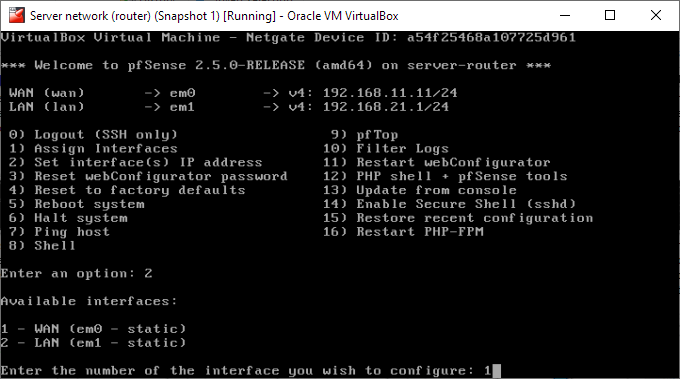 Server network (router) (Snapshot 1) [Running] - Oracle VM VirtualBox
VirtualBox Virtual Machine - Netgate Device ID: a54f25468a107725d961
*** Welcome to pfSense 2.5.0-RELEASE (amd64) on server-router ***
WAN (wan) -> em0 -> v4: 192.168.11.11/24
LAN (lan) -> em1 -> v4: 192.168.21.1/24
0) Logout (SSH only) 9) pfTop
1) Assign Interfaces 10) Filter Logs
2) Set interface(s) IP address 11) Restart webConfigurator
3) Reset webConfigurator password 12) PHP shell + pfSense tools
4) Reset to factory defaults 13) Update from console
5) Reboot system 14) Enable Secure Shell (sshd)
6) Halt system 15) Restore recent configuration
7) Ping host 16) Restart PHP-FPM
8) Shell
Enter an option: 2
Available interfaces:
1 - WAN (em0 - static)
2 - LAN (em1 - static)
Enter the number of the interface you wish to configure: 1